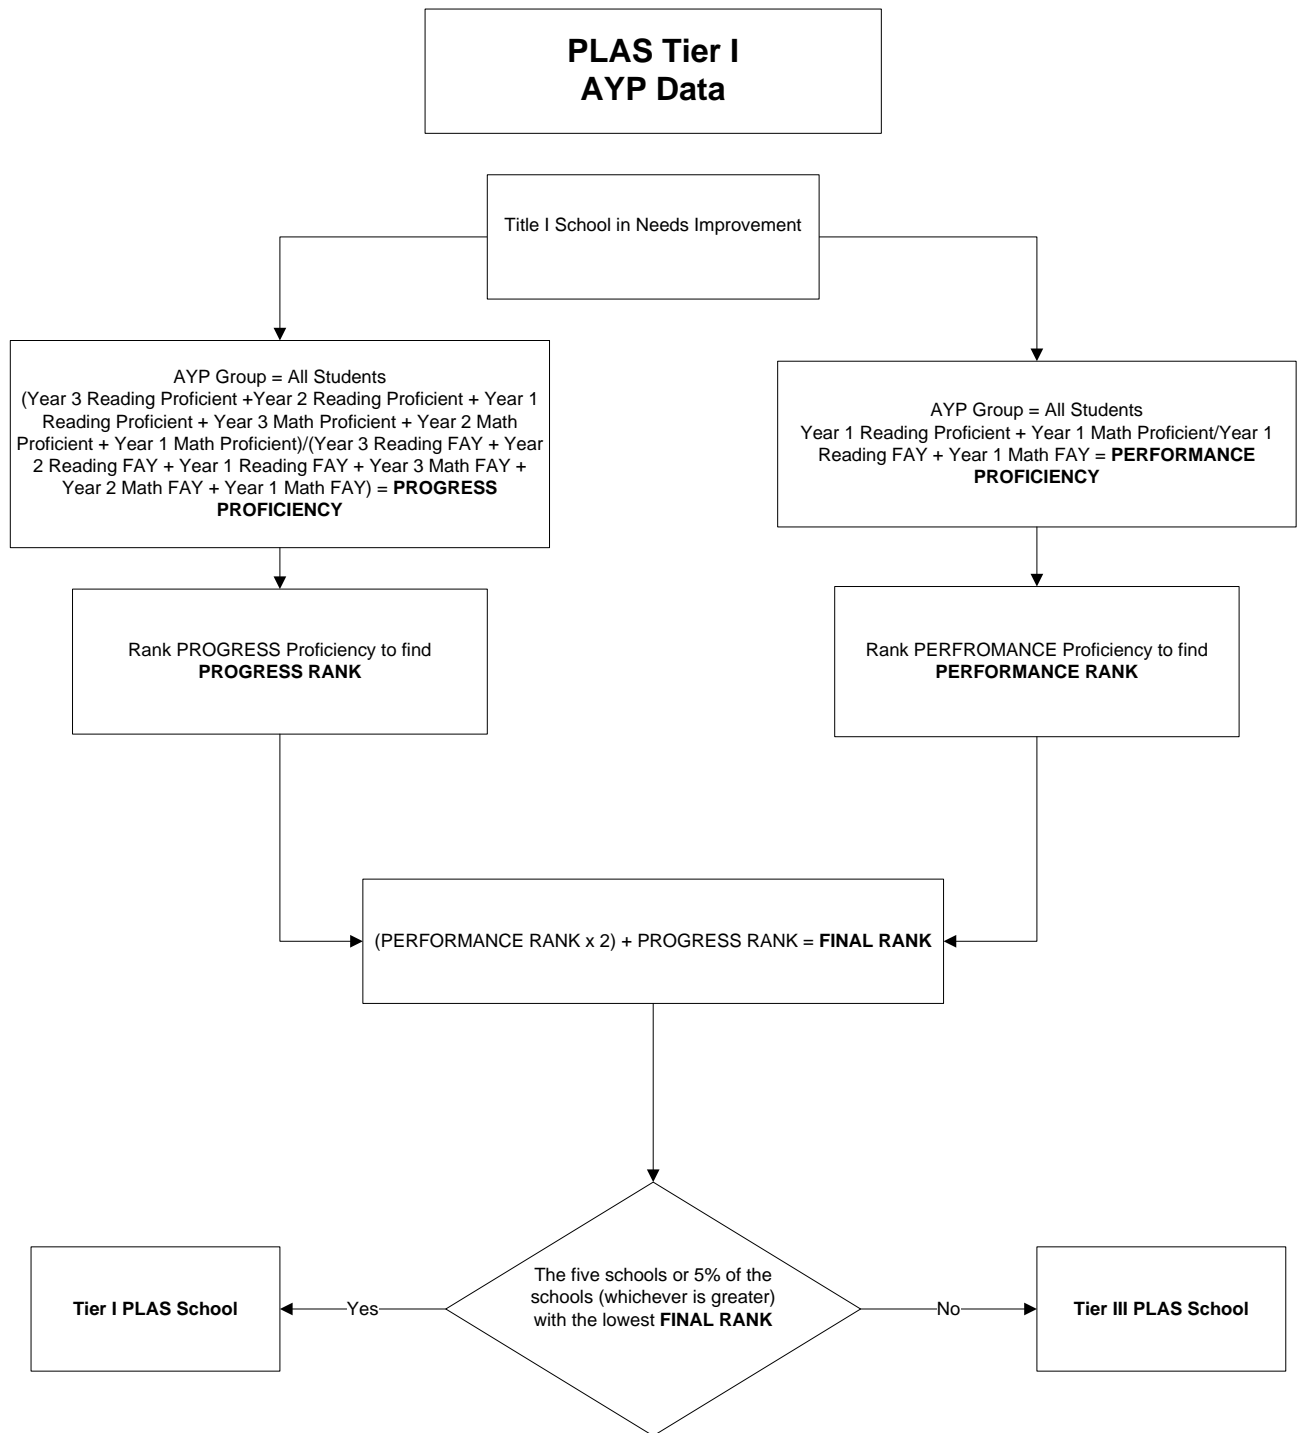 PLAS Tier I
AYP Data
Title I School in Needs Improvement
AYP Group = All Students
(Year 3 Reading Proficient +Year 2 Reading Proficient + Year 1
Reading Proficient + Year 3 Math Proficient + Year 2 Math
Proficient + Year 1 Math Proficient)/(Year 3 Reading FAY + Year
2 Reading FAY + Year 1 Reading FAY + Year 3 Math FAY +
Year 2 Math FAY + Year 1 Math FAY) = PROGRESS
PROFICIENCY
AYP Group = All Students
Year 1 Reading Proficient + Year 1 Math Proficient/Year 1
Reading FAY + Year 1 Math FAY = PERFORMANCE
PROFICIENCY
Rank PROGRESS Proficiency to find
PROGRESS RANK
Rank PERFROMANCE Proficiency to find
PERFORMANCE RANK
(PERFORMANCE RANK x 2) + PROGRESS RANK = FINAL RANK
The five schools or 5% of the
schools (whichever is greater)
with the lowest FINAL RANK
Yes
Tier I PLAS School
No
Tier III PLAS School